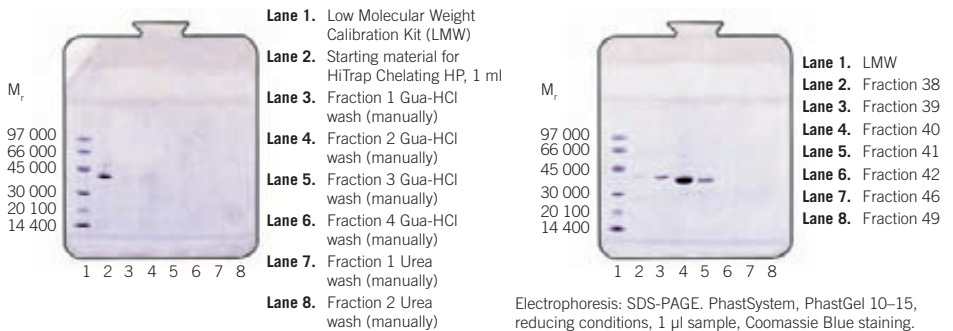 M_r
97 000
66 000
45 000
30 000
20 100
14 400
1 2 3 4 5 6 7 8
Lane 1. Low Molecular Weight
Calibration Kit (LMW)
Lane 2. Starting material for
HiTrap Chelating HP, 1 ml
Lane 3. Fraction 1 Gua-HCl
wash (manually)
Lane 4. Fraction 2 Gua-HCl
wash (manually)
Lane 5. Fraction 3 Gua-HCl
wash (manually)
Lane 6. Fraction 4 Gua-HCl
wash (manually)
Lane 7. Fraction 1 Urea
wash (manually)
Lane 8. Fraction 2 Urea
wash (manually)
M_r
97 000
66 000
45 000
30 000
20 100
14 400
1 2 3 4 5 6 7 8
Lane 1. LMW
Lane 2. Fraction 38
Lane 3. Fraction 39
Lane 4. Fraction 40
Lane 5. Fraction 41
Lane 6. Fraction 42
Lane 7. Fraction 46
Lane 8. Fraction 49
Electrophoresis: SDS-PAGE. PhastSystem, PhastGel 10–15,
reducing conditions, 1 µl sample, Coomassie Blue staining.